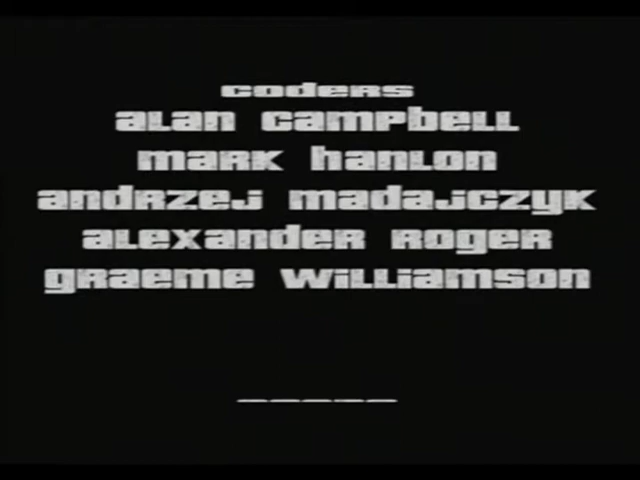 coders
alan campbell
mark hanlon
andrzej madajczyk
alexander roger
graeme williamson